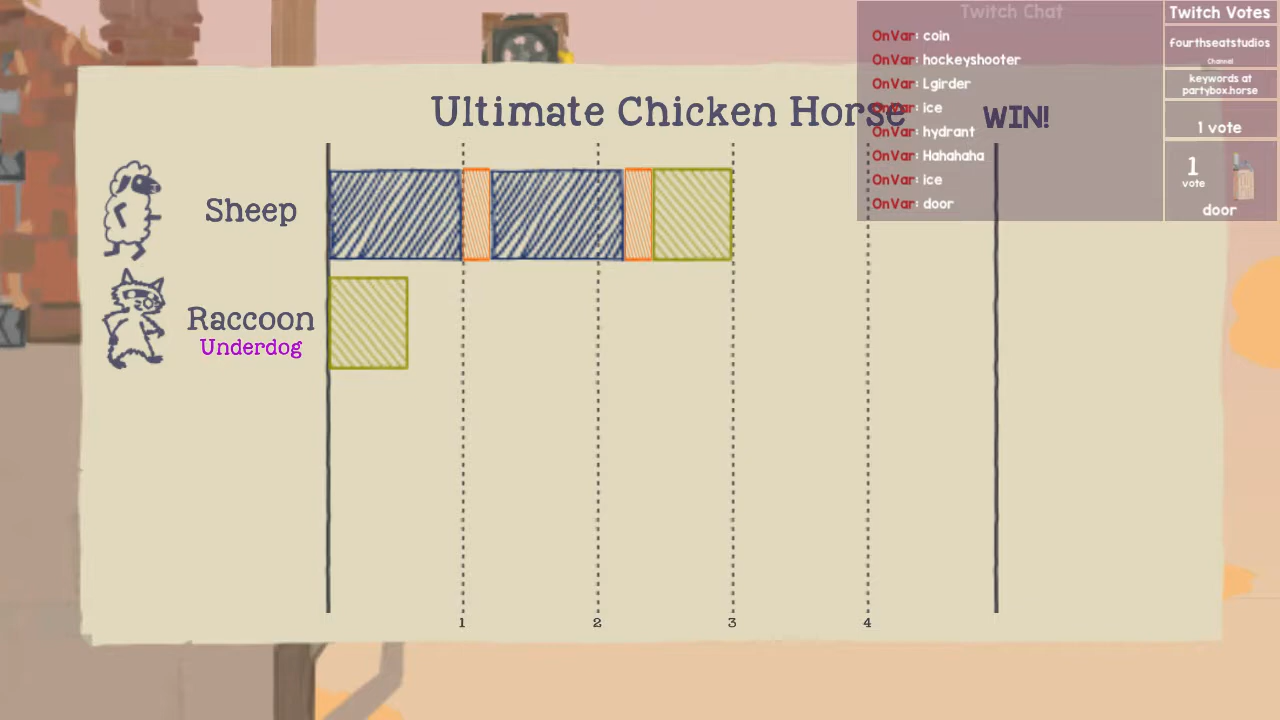 Ultimate Chicken Horse
WIN!
Sheep
Raccoon
Underdog
1
2
3
4
Twitch Chat
OnVar: coin
OnVar: hockeyshooter
OnVar: Lgirder
OnVar: ice
OnVar: hydrant
OnVar: Hahahaha
OnVar: ice
OnVar: door
Twitch Votes
fourthseatstudios
Channel
keywords at
partybox.horse
1 vote
1
vote
door